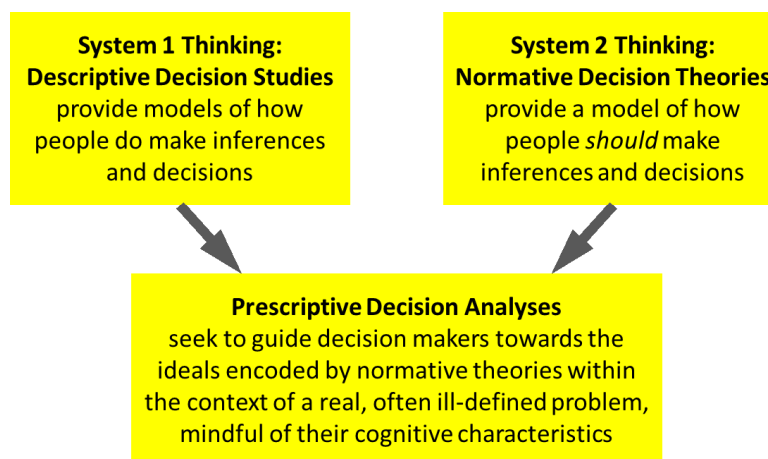 System 1 Thinking:
Descriptive Decision Studies
provide models of how
people do make inferences
and decisions
System 2 Thinking:
Normative Decision Theories
provide a model of how
people should make
inferences and decisions
Prescriptive Decision Analyses
seek to guide decision makers towards the
ideals encoded by normative theories within
the context of a real, often ill-defined problem,
mindful of their cognitive characteristics